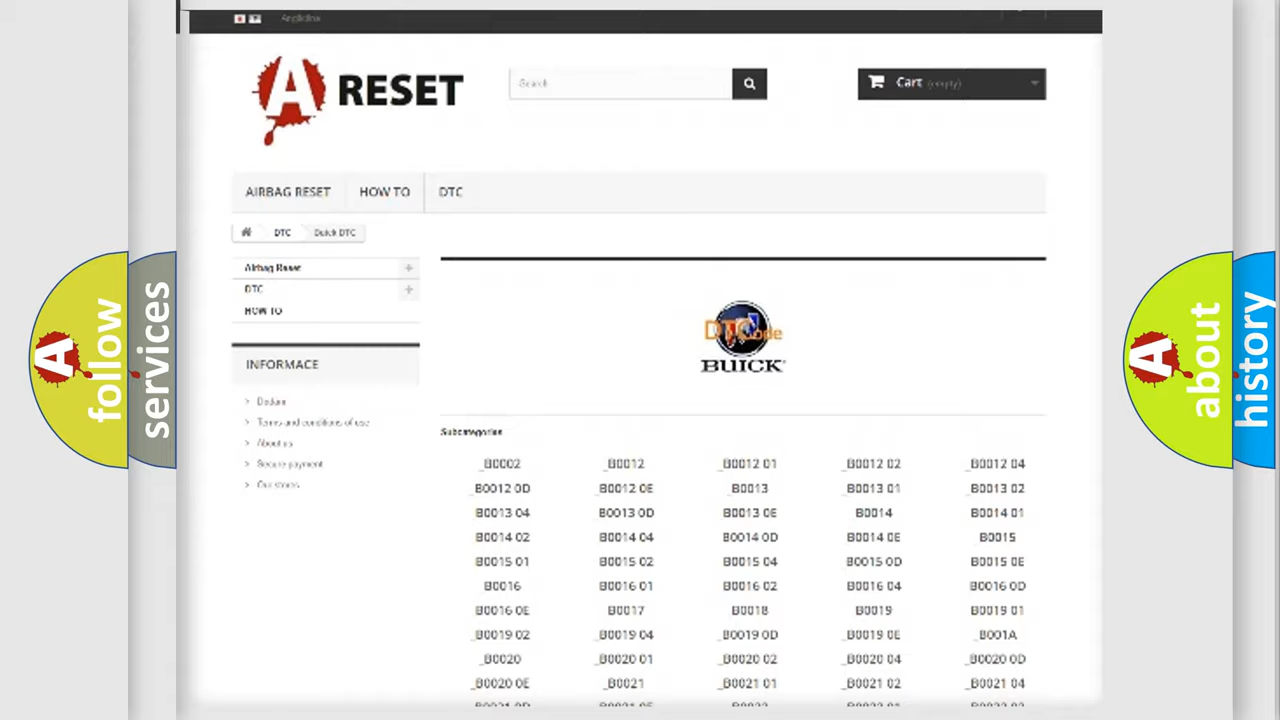 Anglictina
A RESET
Search
Cart (empty)
AIRBAG RESET HOW TO DTC
DTC Buick DTC
Airbag Reset
DTC
HOW TO
INFORMACE
Dodani
Terms and conditions of use
About us
Secure payment
Our stores
DTC Code
BUICK
Subcategories
_B0002 _B0012 _B0012 01 _B0012 02 _B0012 04
_B0012 0D _B0012 0E _B0013 _B0013 01 _B0013 02
_B0013 04 _B0013 0D _B0013 0E _B0014 _B0014 01
_B0014 02 _B0014 04 _B0014 0D _B0014 0E _B0015
_B0015 01 _B0015 02 _B0015 04 _B0015 0D _B0015 0E
_B0016 _B0016 01 _B0016 02 _B0016 04 _B0016 0D
_B0016 0E _B0017 _B0018 _B0019 _B0019 01
_B0019 02 _B0019 04 _B0019 0D _B0019 0E _B001A
_B0020 _B0020 01 _B0020 02 _B0020 04 _B0020 0D
_B0020 0E _B0021 _B0021 01 _B0021 02 _B0021 04
A follow
services
A about
history